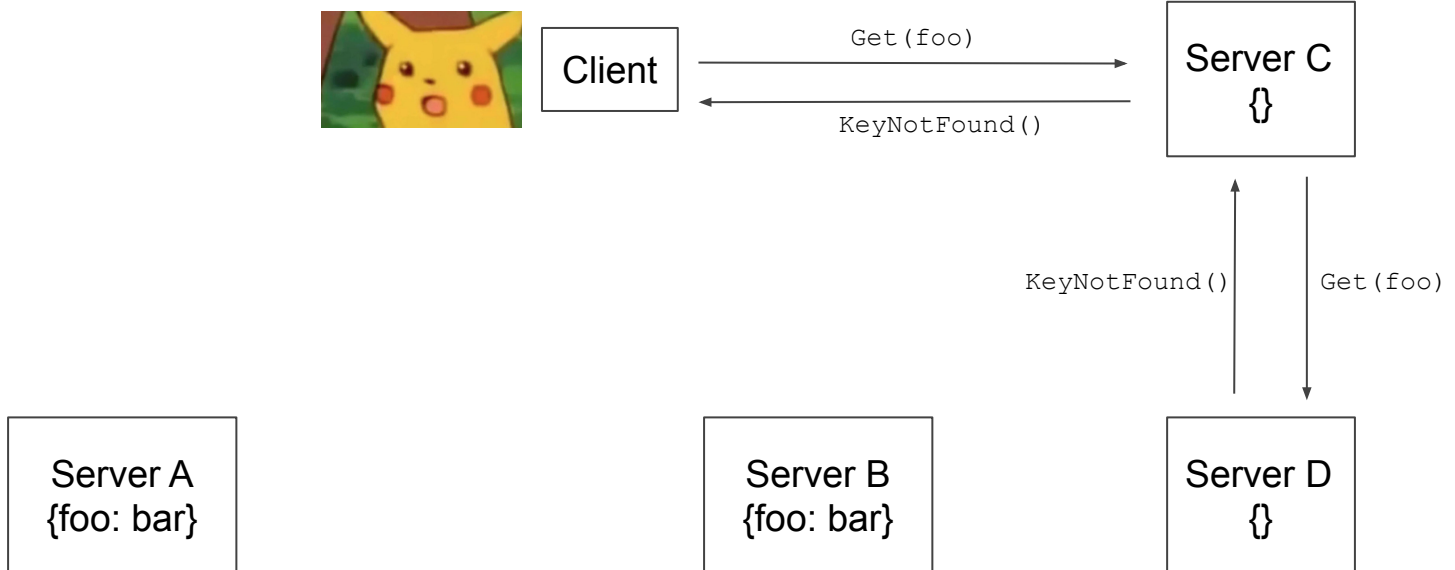 Get(foo)
Client
KeyNotFound()
Server C
{}
KeyNotFound()
Get(foo)
Server A
{foo: bar}
Server B
{foo: bar}
Server D
{}